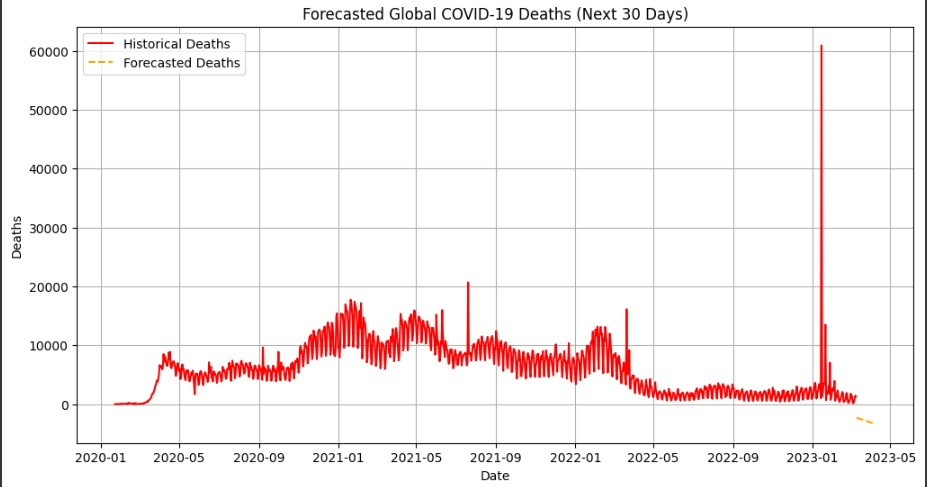 Forecasted Global COVID-19 Deaths (Next 30 Days)
Historical Deaths
Forecasted Deaths
60000
50000
40000
30000
20000
10000
0
Deaths
2020-01 2020-05 2020-09 2021-01 2021-05 2021-09 2022-01 2022-05 2022-09 2023-01 2023-05
Date